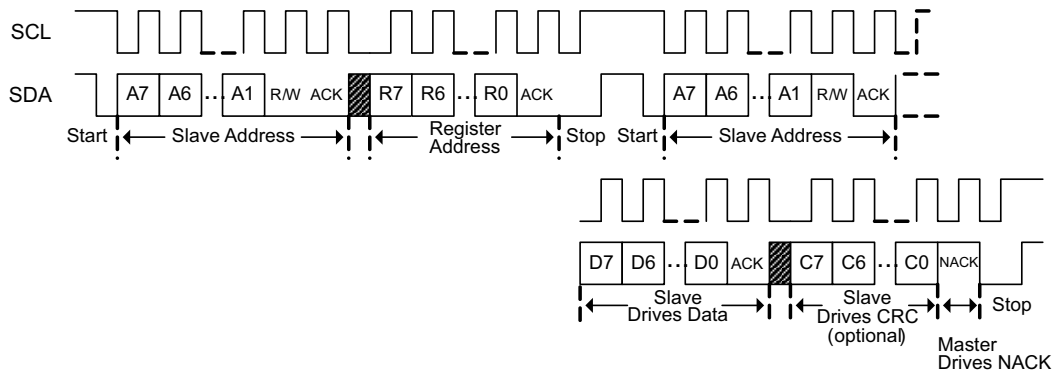 SCL
SDA A7 A6 ... A1 R/W ACK R7 R6 ... R0 ACK A7 A6 ... A1 R/W ACK
Start Slave Address Register Address Stop Start Slave Address
D7 D6 ... D0 ACK C7 C6 ... C0 NACK
Slave Drives Data
Slave Drives CRC (optional)
Stop
Master Drives NACK